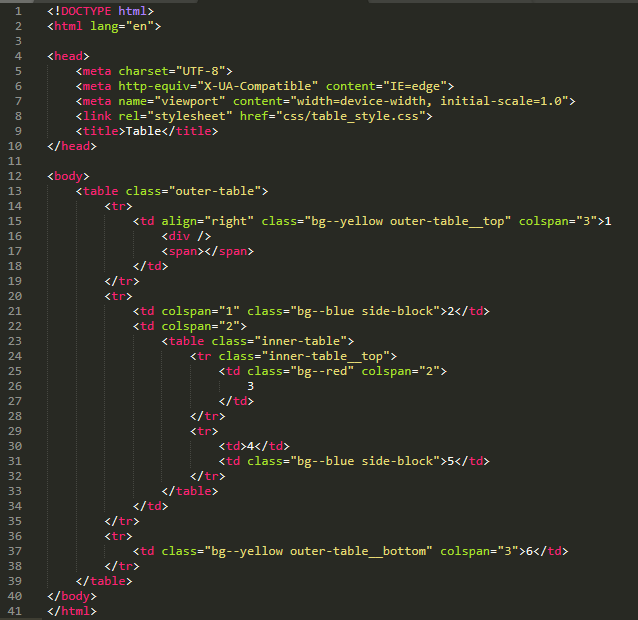 1 <!DOCTYPE html>
2 <html lang="en">
3
4 <head>
5     <meta charset="UTF-8">
6     <meta http-equiv="X-UA-Compatible" content="IE=edge">
7     <meta name="viewport" content="width=device-width, initial-scale=1.0">
8     <link rel="stylesheet" href="css/table_style.css">
9     <title>Table</title>
10 </head>
11
12 <body>
13     <table class="outer-table">
14         <tr>
15             <td align="right" class="bg--yellow outer-table__top" colspan="3">1
16                 <div />
17                 <span></span>
18             </td>
19         </tr>
20         <tr>
21             <td colspan="1" class="bg--blue side-block">2</td>
22             <td colspan="2">
23                 <table class="inner-table">
24                     <tr class="inner-table__top">
25                         <td class="bg--red" colspan="2">
26                             3
27                         </td>
28                     </tr>
29                     <tr>
30                         <td>4</td>
31                         <td class="bg--blue side-block">5</td>
32                     </tr>
33                 </table>
34             </td>
35         </tr>
36         <tr>
37             <td class="bg--yellow outer-table__bottom" colspan="3">6</td>
38         </tr>
39     </table>
40 </body>
41 </html>